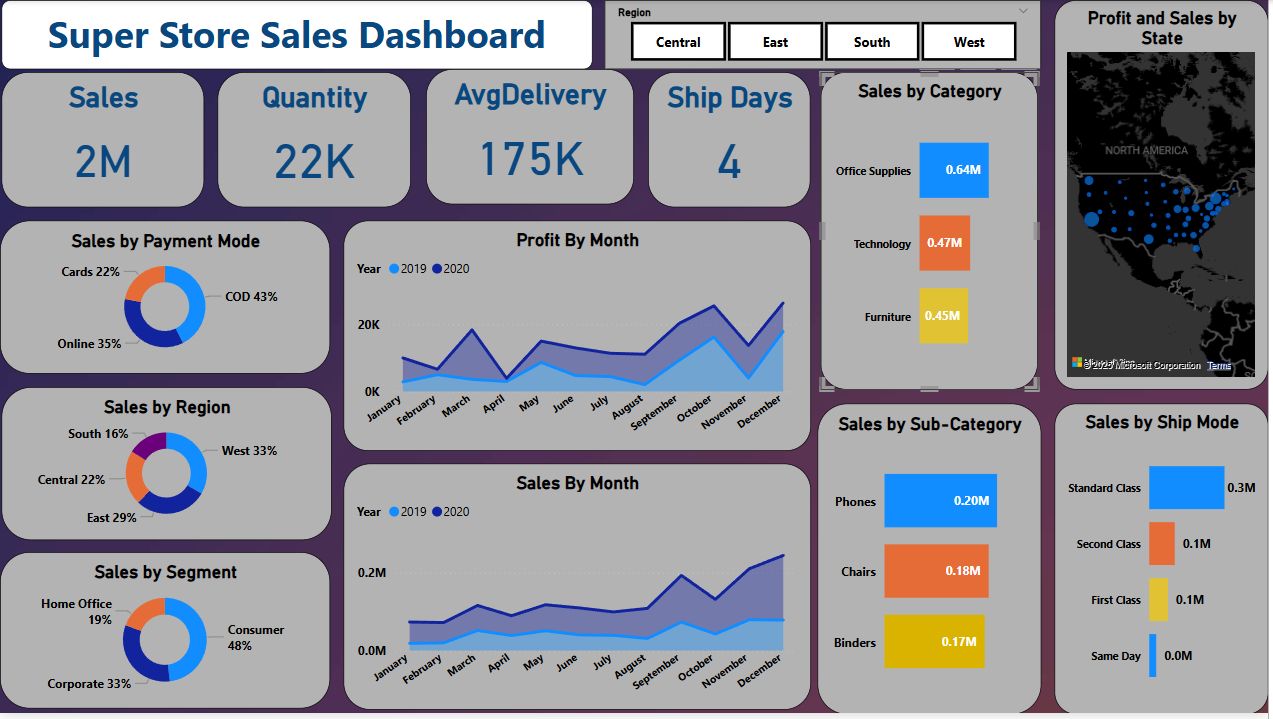 Super Store Sales Dashboard
Region
Central
East
South
West
Sales
2M
Quantity
22K
AvgDelivery
175K
Ship Days
4
Sales by Category
Office Supplies
0.64M
Technology
0.47M
Furniture
0.45M
Profit and Sales by
State
NORTH AMERICA
© 2025 Microsoft Corporation
Terms
Sales by Payment Mode
Cards 22%
COD 43%
Online 35%
Profit By Month
Year 2019 2020
20K
0K
January
February
March
April
May
June
July
August
September
October
November
December
Sales by Region
South 16%
West 33%
Central 22%
East 29%
Sales By Month
Year 2019 2020
0.2M
0.0M
January
February
March
April
May
June
July
August
September
October
November
December
Sales by Segment
Home Office
19%
Consumer
48%
Corporate 33%
Sales by Sub-Category
Phones
0.20M
Chairs
0.18M
Binders
0.17M
Sales by Ship Mode
Standard Class
0.3M
Second Class
0.1M
First Class
0.1M
Same Day
0.0M